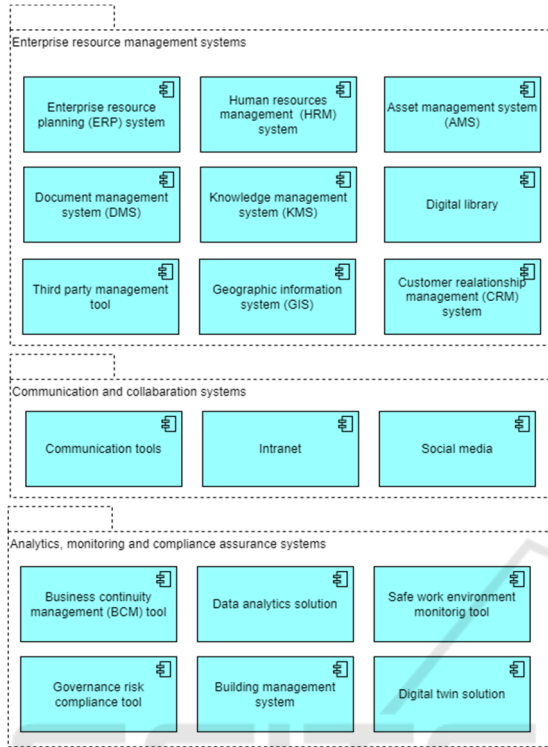 Enterprise resource management systems
Enterprise resource
planning (ERP) system
Human resources
management (HRM)
system
Asset management system
(AMS)
Document management
system (DMS)
Knowledge management
system (KMS)
Digital library
Third party management
tool
Geographic information
system (GIS)
Customer realationship
management (CRM)
system
Communication and collabaration systems
Communication tools
Intranet
Social media
Analytics, monitoring and compliance assurance systems
Business continuity
management (BCM) tool
Data analytics solution
Safe work environment
monitorig tool
Governance risk
compliance tool
Building management
system
Digital twin solution